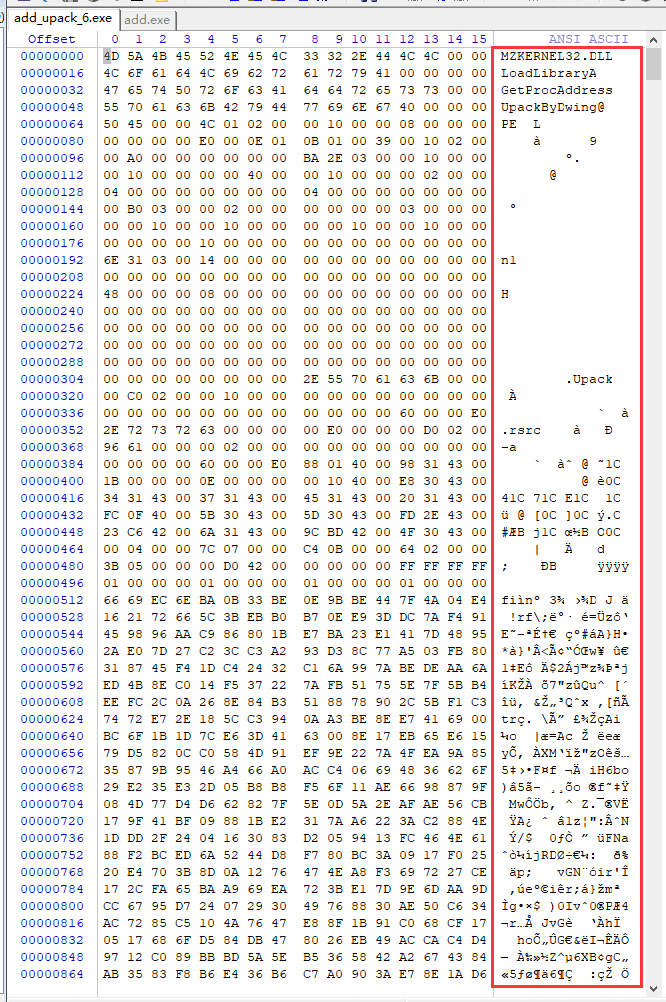 add_upack_6.exe add.exe
Offset 0 1 2 3 4 5 6 7 8 9 10 11 12 13 14 15 ANSI ASCII
00000000 4D 5A 4B 45 52 4E 45 4C 33 32 2E 44 4C 4C 00 00 MZKERNEL32.DLL
00000016 4C 6F 61 64 4C 69 62 72 61 72 79 41 00 00 00 00 LoadLibraryA
00000032 47 65 74 50 72 6F 63 41 64 64 72 65 73 73 00 00 GetProcAddress
00000048 55 70 61 63 6B 42 79 44 77 69 6E 67 40 00 00 00 UpackByDwing@
00000064 50 45 00 00 4C 01 02 00 00 00 10 00 00 08 00 00 00 PE L
00000080 00 00 00 00 E0 00 0E 01 0B 01 00 39 00 10 02 00 à 9
00000096 00 A0 00 00 00 00 00 00 BA 2E 03 00 00 10 00 00 º.
00000112 00 10 00 00 00 00 40 00 00 10 00 00 00 02 00 00 @
00000128 04 00 00 00 00 00 00 00 04 00 00 00 00 00 00 00
00000144 00 B0 03 00 00 02 00 00 00 00 00 00 03 00 00 00 °
00000160 00 00 10 00 00 10 00 00 00 00 10 00 00 10 00 00
00000176 00 00 00 00 10 00 00 00 00 00 00 00 00 00 00 00
00000192 6E 31 03 00 14 00 00 00 00 00 00 00 00 00 00 00 n1
00000208 00 00 00 00 00 00 00 00 00 00 00 00 00 00 00 00
00000224 48 00 00 00 08 00 00 00 00 00 00 00 00 00 00 00 H
00000240 00 00 00 00 00 00 00 00 00 00 00 00 00 00 00 00
00000256 00 00 00 00 00 00 00 00 00 00 00 00 00 00 00 00
00000272 00 00 00 00 00 00 00 00 00 00 00 00 00 00 00 00
00000288 00 00 00 00 00 00 00 00 00 00 00 00 00 00 00 00
00000304 00 00 00 00 00 00 00 00 2E 55 70 61 63 6B 00 00 .Upack
00000320 00 C0 02 00 00 10 00 00 00 00 00 00 00 00 00 00 À
00000336 00 00 00 00 00 00 00 00 00 00 00 00 60 00 00 E0 ` à
00000352 2E 72 73 72 63 00 00 00 00 E0 00 00 00 D0 02 00 .rsrc à Ð
00000368 96 61 00 00 00 02 00 00 00 00 00 00 00 00 00 00 –a
00000384 00 00 00 00 60 00 00 E0 88 01 40 00 98 31 43 00 ` àˆ @ ˜1C
00000400 1B 00 00 00 0E 00 00 00 00 10 40 00 E8 30 43 00 @ è0C
00000416 34 31 43 00 37 31 43 00 45 31 43 00 20 31 43 00 41C 71C E1C 1C
00000432 FC 0F 40 00 5B 30 43 00 5D 30 43 00 FD 2E 43 00 ü @ [0C ]0C ý.C
00000448 23 C6 42 00 6A 31 43 00 9C BD 42 00 4F 30 43 00 #ÆB j1C œ½B O0C
00000464 00 04 00 00 7C 07 00 00 C4 0B 00 00 64 02 00 00 | Ä d
00000480 3B 05 00 00 00 D0 42 00 00 00 00 00 FF FF FF FF ; ÐB ÿÿÿÿ
00000496 01 00 00 00 01 00 00 00 01 00 00 00 01 00 00 00
00000512 66 69 EC 6E BA 0B 33 BE 0E 9B BE 44 7F 4A 04 E4 fiìnº 3¾ ›¾D J ä
00000528 16 21 72 66 5C 3B EB B0 B7 0E E9 3D DC 7A F4 91 !rf\;ë°· é=Üzô‘
00000544 45 98 96 AA C9 86 80 1B E7 BA 23 E1 41 7D 48 95 E˜–ªÉ†€ çº#áA}H•
00000560 2A E0 7D 27 C2 3C C3 A2 93 D3 8C 77 A5 03 FB 80 *à}'Â<Ã¢“ÓŒw¥ û€
00000576 31 87 45 F4 1D C4 24 32 C1 6A 99 7A BE DE AA 6A 1‡Eô Ä$2Áj™z¾Þªj
00000592 ED 4B 8E C0 14 F5 37 22 7A FB 51 75 5E 7F 5B B4 íKŽÀ õ7"zûQu^ [´
00000608 EE FC 2C 0A 26 8E 84 B3 51 88 78 90 2C 5B F1 C3 îü, &Ž„³Qˆx ,[ñÃ
00000624 74 72 E7 2E 18 5C C3 94 0A A3 BE 8E E7 41 69 00 trç. \Ã” £¾ŽçAi
00000640 BC 6F 1B 1D 7C E6 3D 41 63 00 8E 17 EB 65 E6 15 ¼o |æ=Ac Ž ëeæ
00000656 79 D5 82 0C C0 58 4D 91 EF 9E 22 7A 4F EA 9A 85 yÕ‚ ÀXM‘ïž"zOêš…
00000672 35 87 9B 95 46 A4 66 A0 AC C4 06 69 48 36 62 6F 5‡›•F¤f ¬Ä iH6bo
00000688 29 E2 35 E3 2D 05 B8 B8 F5 6F 11 AE 66 98 87 9F )â5ã- ¸¸õo ®f˜‡Ÿ
00000704 08 4D 77 D4 D6 62 82 7F 5E 0D 5A 2E AF AE 56 CB MwÔÖb‚ ^ Z.¯®VË
00000720 17 9F 41 BF 09 88 1B E2 31 7A A6 22 3A C2 88 4E ŸA¿ ˆ â1z¦":ÂˆN
00000736 1D DD 2F 24 04 16 30 83 D2 05 94 13 FC 46 4E 61 Ý/$ 0ƒÒ ” üFNa
00000752 88 F2 BC ED 6A 52 44 D8 F7 80 BC 3A 09 17 F0 25 ˆò¼íjRDØ÷€¼: ð%
00000768 20 E4 70 3B 8D 0A 12 76 47 4E A8 F3 69 72 27 CE äp; vGN¨óir'Î
00000784 17 2C FA 65 BA A9 69 EA 72 3B E1 7D 9E 6D AA 9D ,úeº©iêr;á}žmª
00000800 CC 67 95 D7 24 07 29 30 49 76 88 30 AE 50 C6 34 Ìg•×$ )0Ivˆ0®PÆ4
00000816 AC 72 85 C5 10 4A 76 47 E8 8F 1B 91 C0 68 CF 17 ¬r…Å JvGè ‘ÀhÏ
00000832 05 17 68 6F D5 84 DB 47 80 26 EB 49 AC CA C4 D4 hoÕ„ÛG€&ëI¬ÊÄÔ
00000848 97 12 C0 89 BB BD 5A 5E B5 36 58 42 A2 67 43 84 — À‰»½Z^µ6XB¢gC„
00000864 AB 35 83 F8 B6 E4 36 B6 C7 A0 90 3A E7 8E 1A D6 «5ƒø¶ä6¶Ç :çŽ Ö